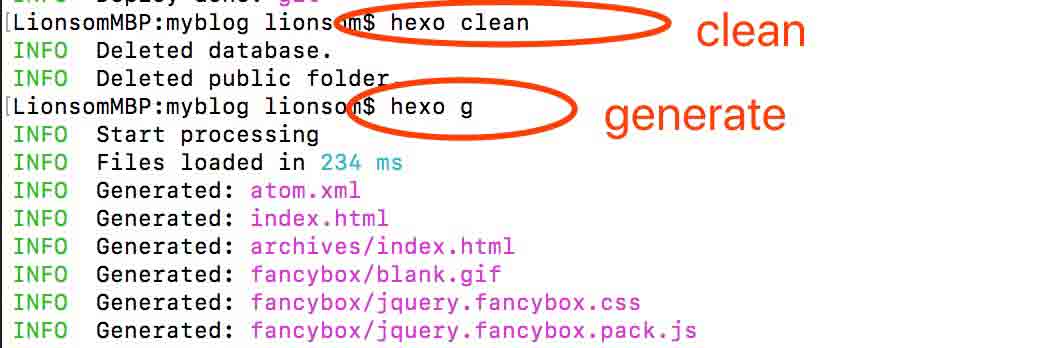 INFO Deploy done: git
[LionsomMBP:myblog lionsom$ hexo clean
clean
INFO Deleted database.
INFO Deleted public folder.
[LionsomMBP:myblog lionsom$ hexo g
generate
INFO Start processing
INFO Files loaded in 234 ms
INFO Generated: atom.xml
INFO Generated: index.html
INFO Generated: archives/index.html
INFO Generated: fancybox/blank.gif
INFO Generated: fancybox/jquery.fancybox.css
INFO Generated: fancybox/jquery.fancybox.pack.js